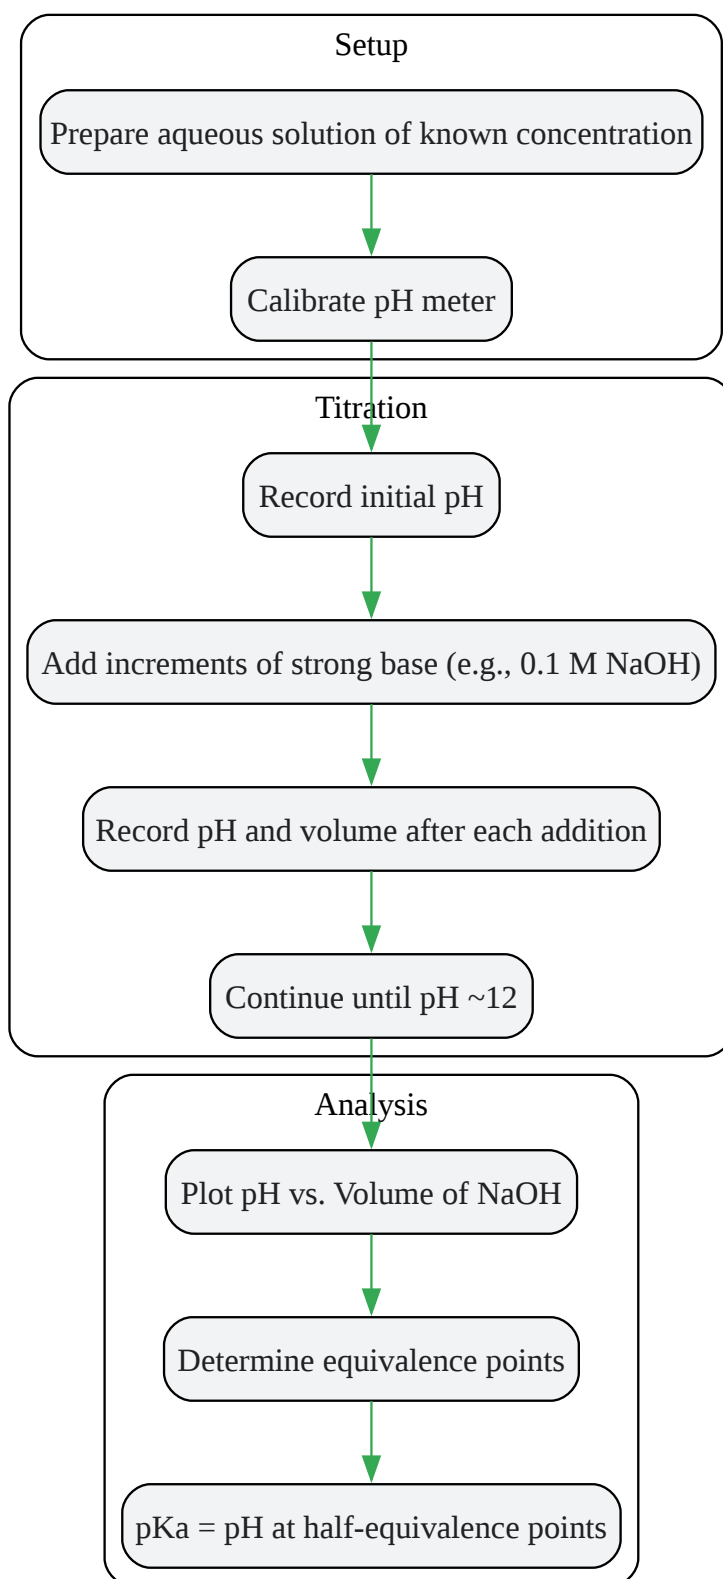 Setup
Prepare aqueous solution of known concentration
Calibrate pH meter
Titration
Record initial pH
Add increments of strong base (e.g., 0.1 M NaOH)
Record pH and volume after each addition
Continue until pH ~12
Analysis
Plot pH vs. Volume of NaOH
Determine equivalence points
pKa = pH at half-equivalence points